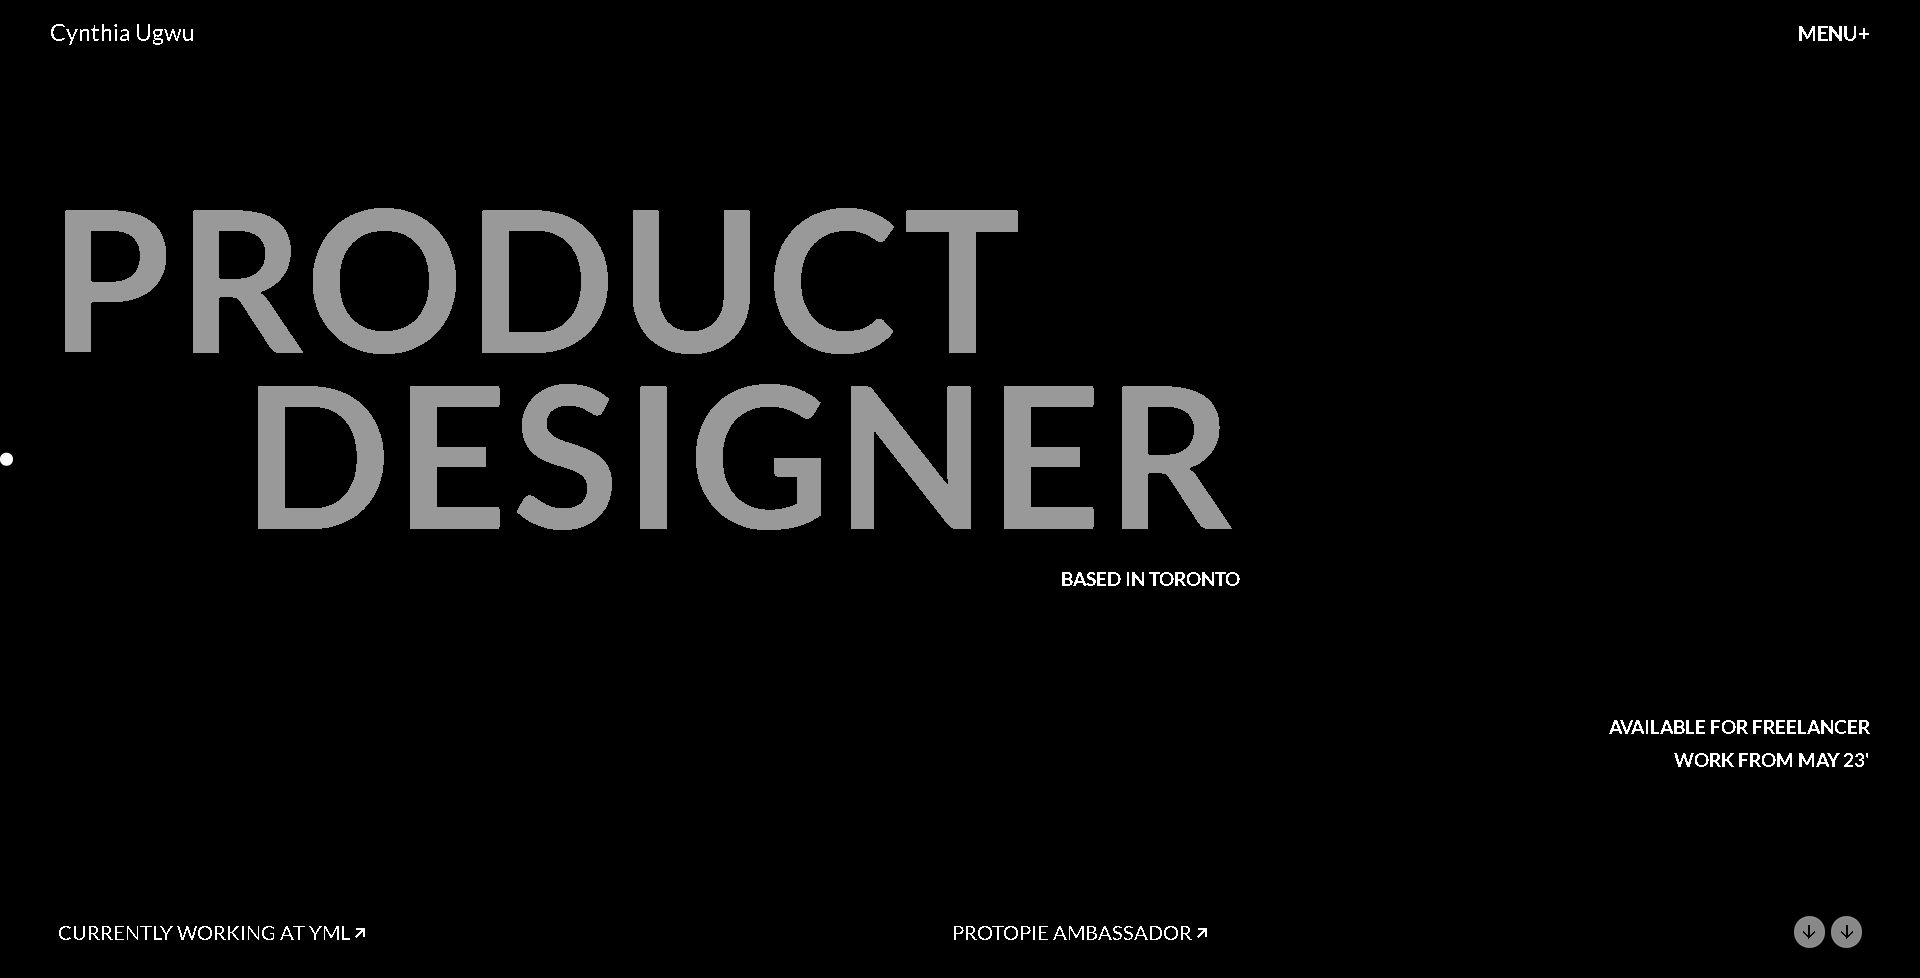 Cynthia Ugwu
MENU+
PRODUCT
DESIGNER
BASED IN TORONTO
AVAILABLE FOR FREELANCER
WORK FROM MAY 23'
CURRENTLY WORKING AT YML
PROTOPIE AMBASSADOR